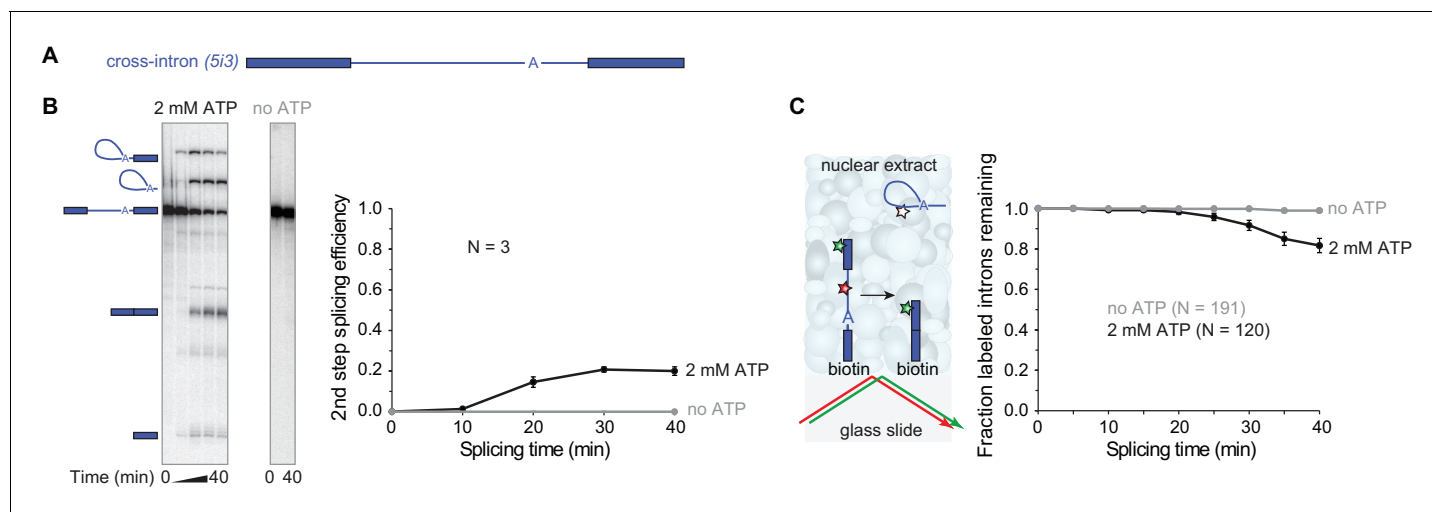 A
cross-intron (5i3)
A
B
2 mM ATP
no ATP
A
A
A
Time (min) 0 40
0 40
2nd step splicing efficiency
1.0
0.8
0.6
0.4
0.2
0.0
N = 3
2 mM ATP
no ATP
0 10 20 30 40
Splicing time (min)
C
nuclear extract
A
A
biotin biotin
glass slide
Fraction labeled introns remaining
1.0
0.8
0.6
0.4
0.2
0.0
no ATP
2 mM ATP
no ATP (N = 191)
2 mM ATP (N = 120)
0 10 20 30 40
Splicing time (min)